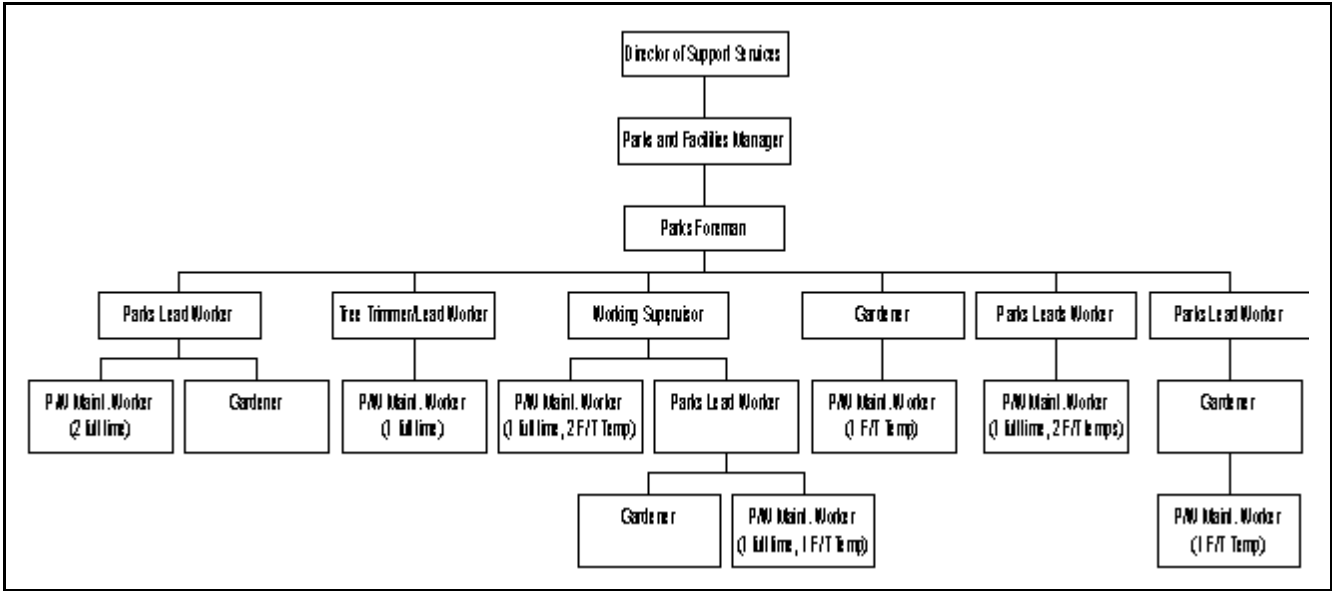 Director of Support Services
Parks and Facilities Manager
Parks Foreman
Parks Lead Worker
Tree Trimmer/Lead Worker
Working Supervisor
Gardener
Parks Leads Worker
Parks Lead Worker
P/W Maint. Worker
(2 full time)
Gardener
P/W Maint. Worker
(1 full time)
P/W Maint. Worker
(1 full time, 2 F/T Temp)
Parks Lead Worker
P/W Maint. Worker
(1 F/T Temp)
P/W Maint. Worker
(1 full time, 2 F/T temps)
Gardener
Gardener
P/W Maint. Worker
(1 full time, 1 F/T Temp)
P/W Maint. Worker
(1 F/T Temp)